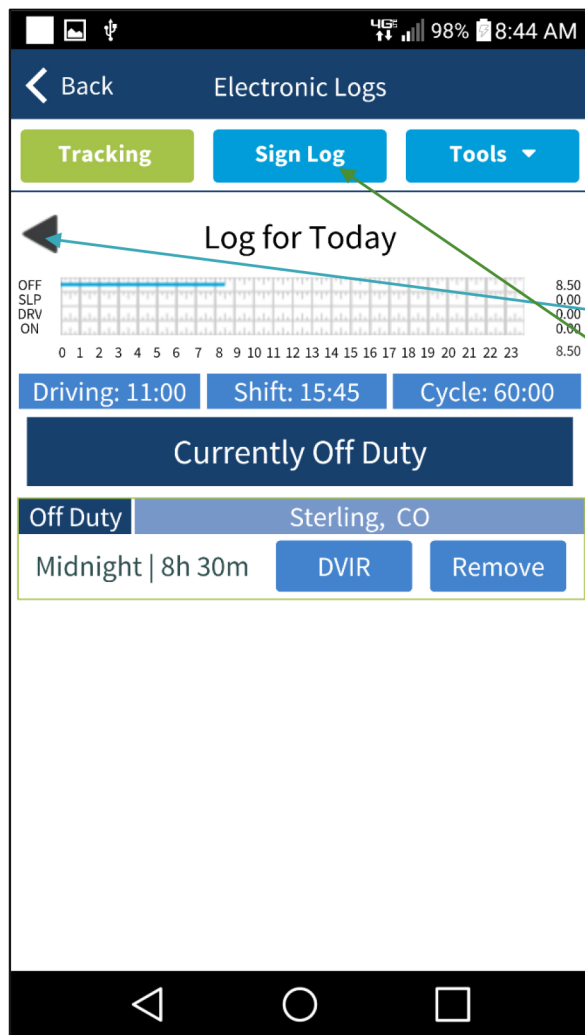 4G 98% 8:44 AM
Back Electronic Logs
Tracking Sign Log Tools
Log for Today
OFF 8.50
SLP 0.00
DRV 0.00
ON 0.00
0 1 2 3 4 5 6 7 8 9 10 11 12 13 14 15 16 17 18 19 20 21 22 23 8.50
Driving: 11:00 Shift: 15:45 Cycle: 60:00
Currently Off Duty
Off Duty Sterling, CO
Midnight | 8h 30m DVIR Remove